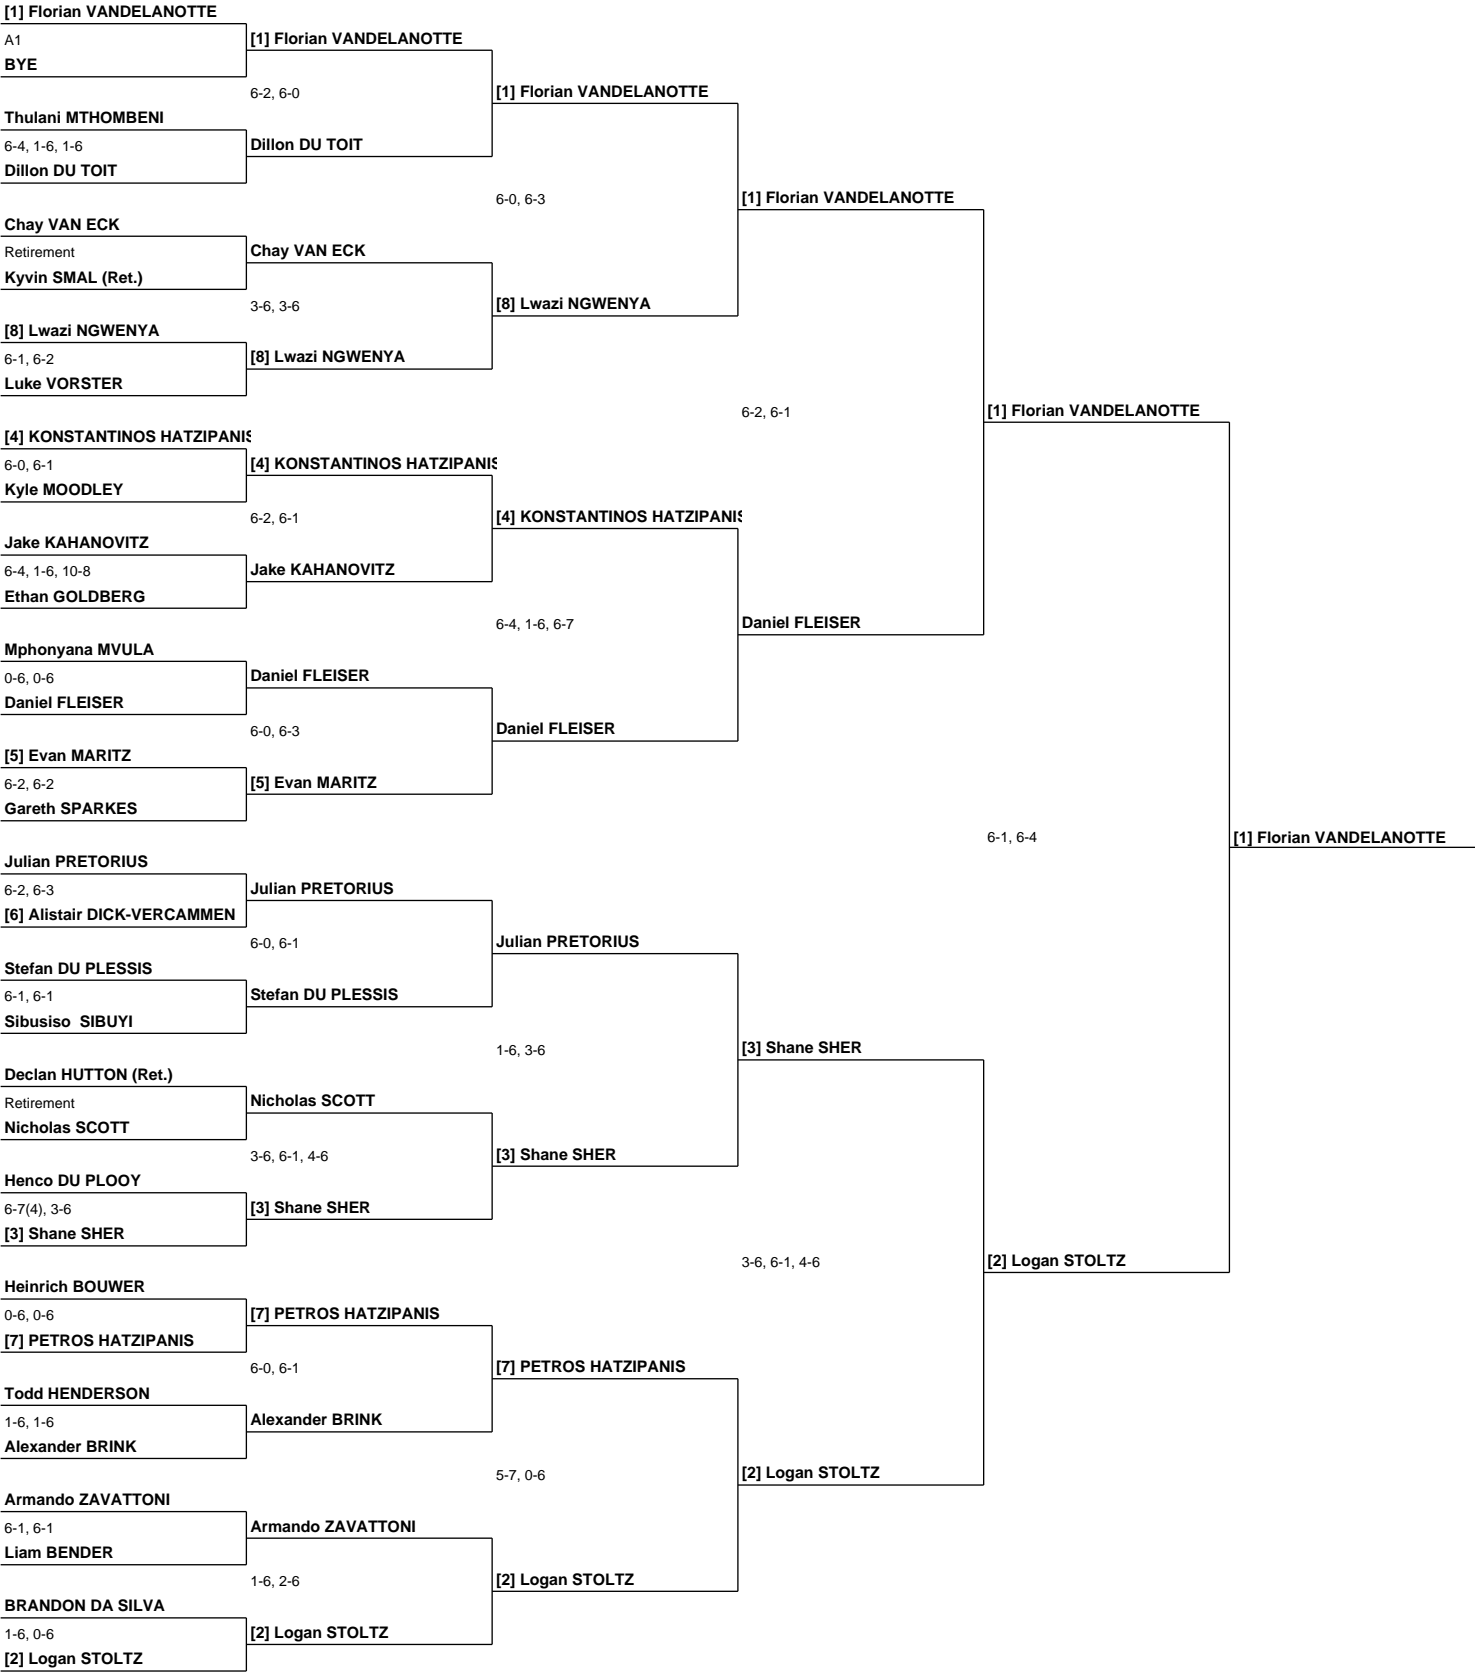 [1] Florian VANDELANOTTE
A1
BYE
Thulani MTHOMBENI
6-4, 1-6, 1-6
Dillon DU TOIT
Chay VAN ECK
Retirement
Kyvin SMAL (Ret.)
[8] Lwazi NGWENYA
6-1, 6-2
Luke VORSTER
[4] KONSTANTINOS HATZIPANIS
6-0, 6-1
Kyle MOODLEY
Jake KAHANOVITZ
6-4, 1-6, 10-8
Ethan GOLDBERG
Mphonyana MVULA
0-6, 0-6
Daniel FLEISER
[5] Evan MARITZ
6-2, 6-2
Gareth SPARKES
Julian PRETORIUS
6-2, 6-3
[6] Alistair DICK-VERCAMMEN
Stefan DU PLESSIS
6-1, 6-1
Sibusiso  SIBUYI
Declan HUTTON (Ret.)
Retirement
Nicholas SCOTT
Henco DU PLOOY
6-7(4), 3-6
[3] Shane SHER
Heinrich BOUWER
0-6, 0-6
[7] PETROS HATZIPANIS
Todd HENDERSON
1-6, 1-6
Alexander BRINK
Armando ZAVATTONI
6-1, 6-1
Liam BENDER
BRANDON DA SILVA
1-6, 0-6
[2] Logan STOLTZ
[1] Florian VANDELANOTTE
6-2, 6-0
Dillon DU TOIT
Chay VAN ECK
3-6, 3-6
[8] Lwazi NGWENYA
[4] KONSTANTINOS HATZIPANIS
6-2, 6-1
Jake KAHANOVITZ
Daniel FLEISER
6-0, 6-3
[5] Evan MARITZ
Julian PRETORIUS
6-0, 6-1
Stefan DU PLESSIS
Nicholas SCOTT
3-6, 6-1, 4-6
[3] Shane SHER
[7] PETROS HATZIPANIS
6-0, 6-1
Alexander BRINK
Armando ZAVATTONI
1-6, 2-6
[2] Logan STOLTZ
[1] Florian VANDELANOTTE
6-0, 6-3
[8] Lwazi NGWENYA
[4] KONSTANTINOS HATZIPANIS
6-4, 1-6, 6-7
Daniel FLEISER
Julian PRETORIUS
1-6, 3-6
[3] Shane SHER
[7] PETROS HATZIPANIS
5-7, 0-6
[2] Logan STOLTZ
[1] Florian VANDELANOTTE
6-2, 6-1
Daniel FLEISER
[3] Shane SHER
3-6, 6-1, 4-6
[2] Logan STOLTZ
[1] Florian VANDELANOTTE
6-1, 6-4
[2] Logan STOLTZ
[1] Florian VANDELANOTTE